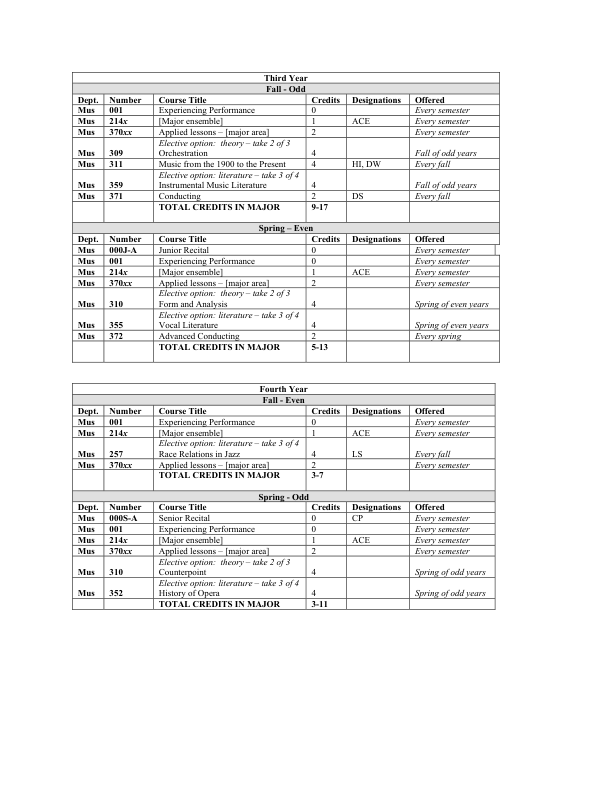 Third Year
Fall - Odd
Dept. Number Course Title Credits Designations Offered
Mus 001 Experiencing Performance 0 Every semester
Mus 214x [Major ensemble] 1 ACE Every semester
Mus 370xx Applied lessons – [major area] 2 Every semester
Elective option: theory – take 2 of 3
Mus 309 Orchestration 4 Fall of odd years
Mus 311 Music from the 1900 to the Present 4 HI, DW Every fall
Elective option: literature – take 3 of 4
Mus 359 Instrumental Music Literature 4 Fall of odd years
Mus 371 Conducting 2 DS Every fall
TOTAL CREDITS IN MAJOR 9-17
Spring – Even
Dept. Number Course Title Credits Designations Offered
Mus 000J-A Junior Recital 0 Every semester
Mus 001 Experiencing Performance 0 Every semester
Mus 214x [Major ensemble] 1 ACE Every semester
Mus 370xx Applied lessons – [major area] 2 Every semester
Elective option: theory – take 2 of 3
Mus 310 Form and Analysis 4 Spring of even years
Elective option: literature – take 3 of 4
Mus 355 Vocal Literature 4 Spring of even years
Mus 372 Advanced Conducting 2 Every spring
TOTAL CREDITS IN MAJOR 5-13
Fourth Year
Fall - Even
Dept. Number Course Title Credits Designations Offered
Mus 001 Experiencing Performance 0 Every semester
Mus 214x [Major ensemble] 1 ACE Every semester
Elective option: literature – take 3 of 4
Mus 257 Race Relations in Jazz 4 LS Every fall
Mus 370xx Applied lessons – [major area] 2 Every semester
TOTAL CREDITS IN MAJOR 3-7
Spring - Odd
Dept. Number Course Title Credits Designations Offered
Mus 000S-A Senior Recital 0 CP Every semester
Mus 001 Experiencing Performance 0 Every semester
Mus 214x [Major ensemble] 1 ACE Every semester
Mus 370xx Applied lessons – [major area] 2 Every semester
Elective option: theory – take 2 of 3
Mus 310 Counterpoint 4 Spring of odd years
Elective option: literature – take 3 of 4
Mus 352 History of Opera 4 Spring of odd years
TOTAL CREDITS IN MAJOR 3-11